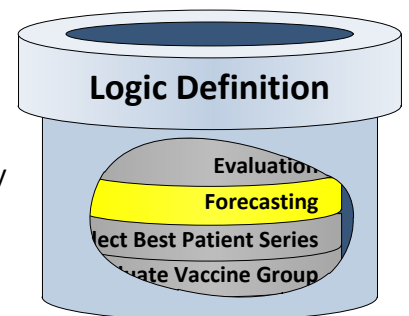 Logic Definition
Evaluation
Forecasting
lect Best Patient Series
uate Vaccine Group